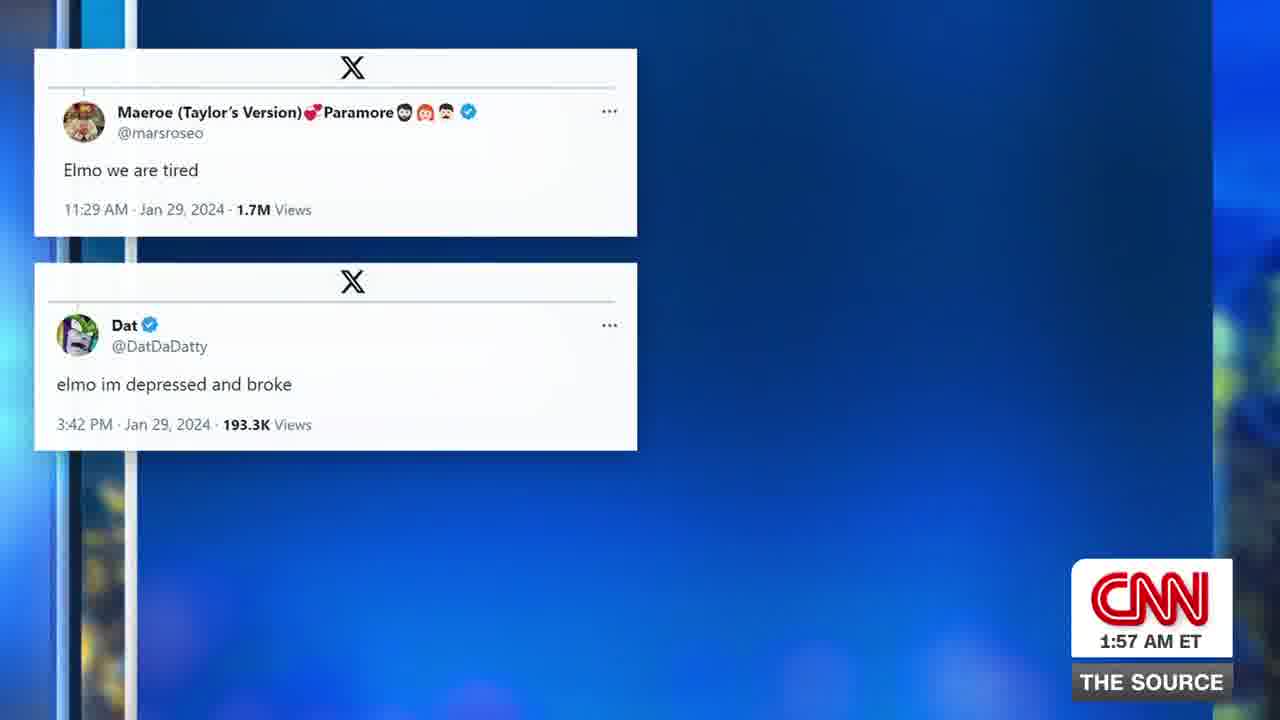 X
Maeroe (Taylor's Version)💞Paramore🧔🏻👩🏻‍🦰👨🏻
@marsroseo
Elmo we are tired
11:29 AM · Jan 29, 2024 · 1.7M Views
X
Dat
@DatDaDatty
elmo im depressed and broke
3:42 PM · Jan 29, 2024 · 193.3K Views
CNN
1:57 AM ET
THE SOURCE